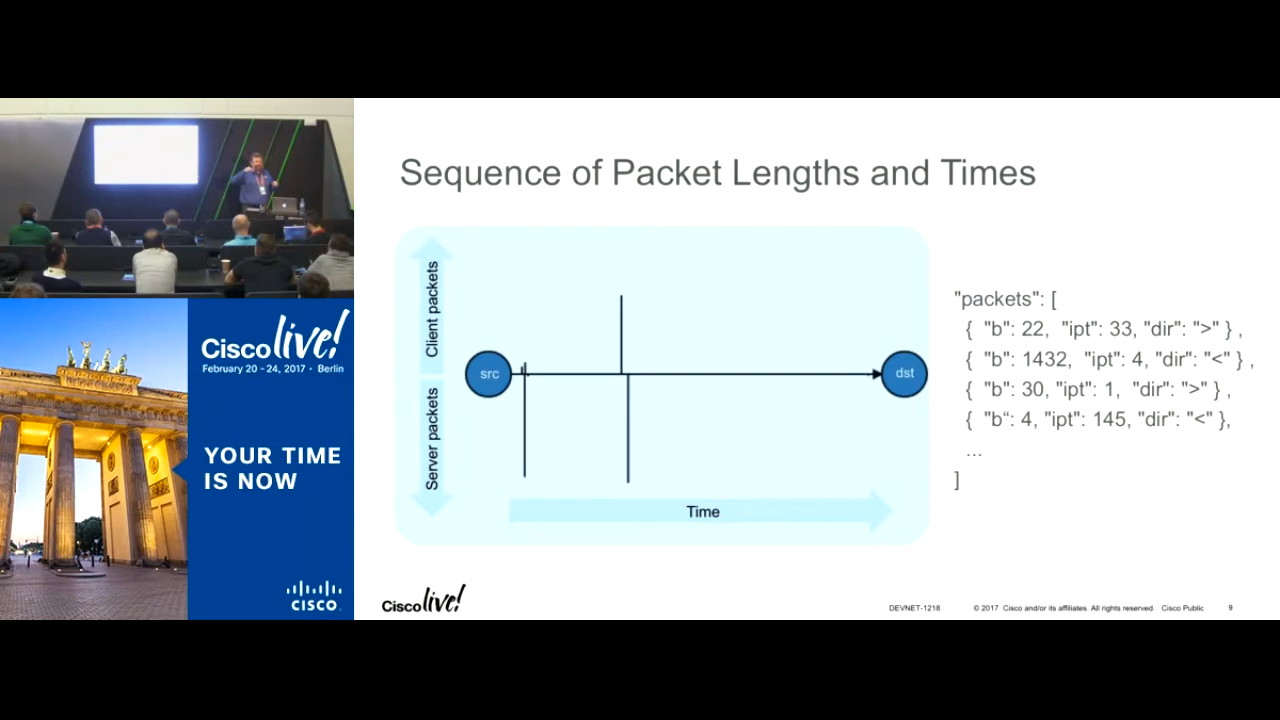 Sequence of Packet Lengths and Times
Client packets
Server packets
src
dst
Time
"packets": [
{ "b": 22, "ipt": 33, "dir": ">" } ,
{ "b": 1432, "ipt": 4, "dir": "<" } ,
{ "b": 30, "ipt": 1, "dir": ">" } ,
{ "b“: 4, "ipt": 145, "dir": "<" },
...
]
Cisco live!
February 20 - 24, 2017 • Berlin
YOUR TIME
IS NOW
CISCO.
Cisco live!
DEVNET-1218 © 2017 Cisco and/or its affiliates. All rights reserved. Cisco Public 9